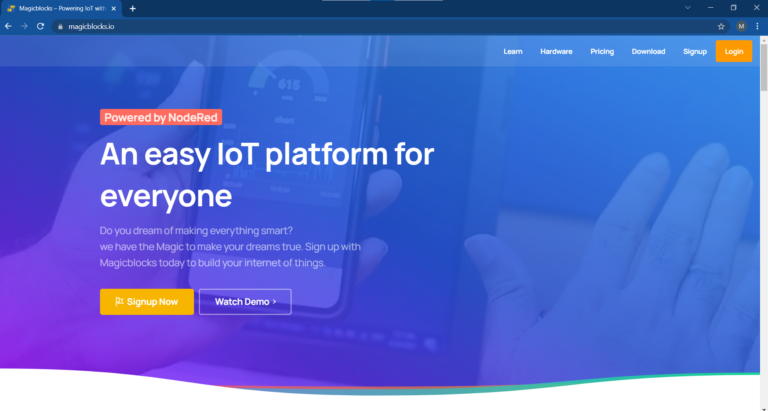 Magicblocks – Powering IoT with
magicblocks.io
M
Learn Hardware Pricing Download Signup Login
615
Powered by NodeRed
An easy IoT platform for
everyone
Do you dream of making everything smart?
we have the Magic to make your dreams true. Sign up with
Magicblocks today to build your internet of things.
Signup Now Watch Demo ›